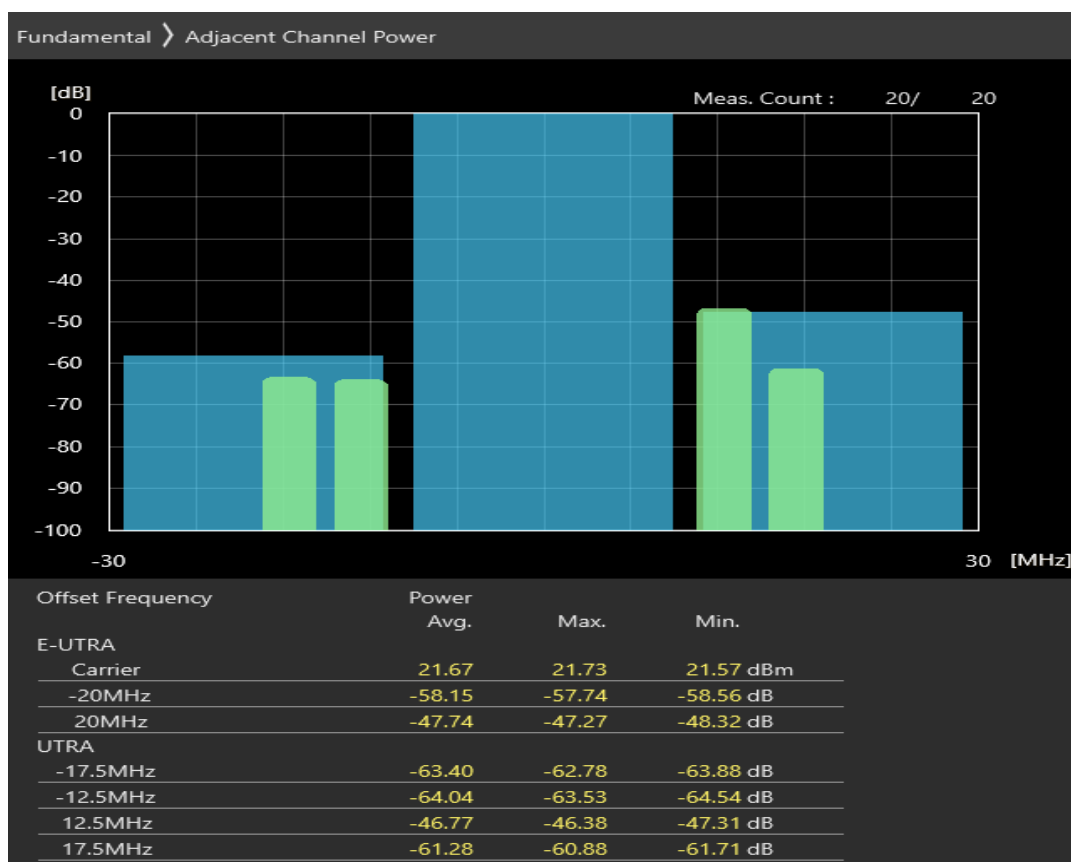 Fundamental ❯ Adjacent Channel Power
[dB]
Meas. Count : 20/ 20
0
-10
-20
-30
-40
-50
-60
-70
-80
-90
-100
-30 30 [MHz]
Offset Frequency Power
Avg. Max. Min.
E-UTRA
Carrier 21.67 21.73 21.57 dBm
-20MHz -58.15 -57.74 -58.56 dB
20MHz -47.74 -47.27 -48.32 dB
UTRA
-17.5MHz -63.40 -62.78 -63.88 dB
-12.5MHz -64.04 -63.53 -64.54 dB
12.5MHz -46.77 -46.38 -47.31 dB
17.5MHz -61.28 -60.88 -61.71 dB